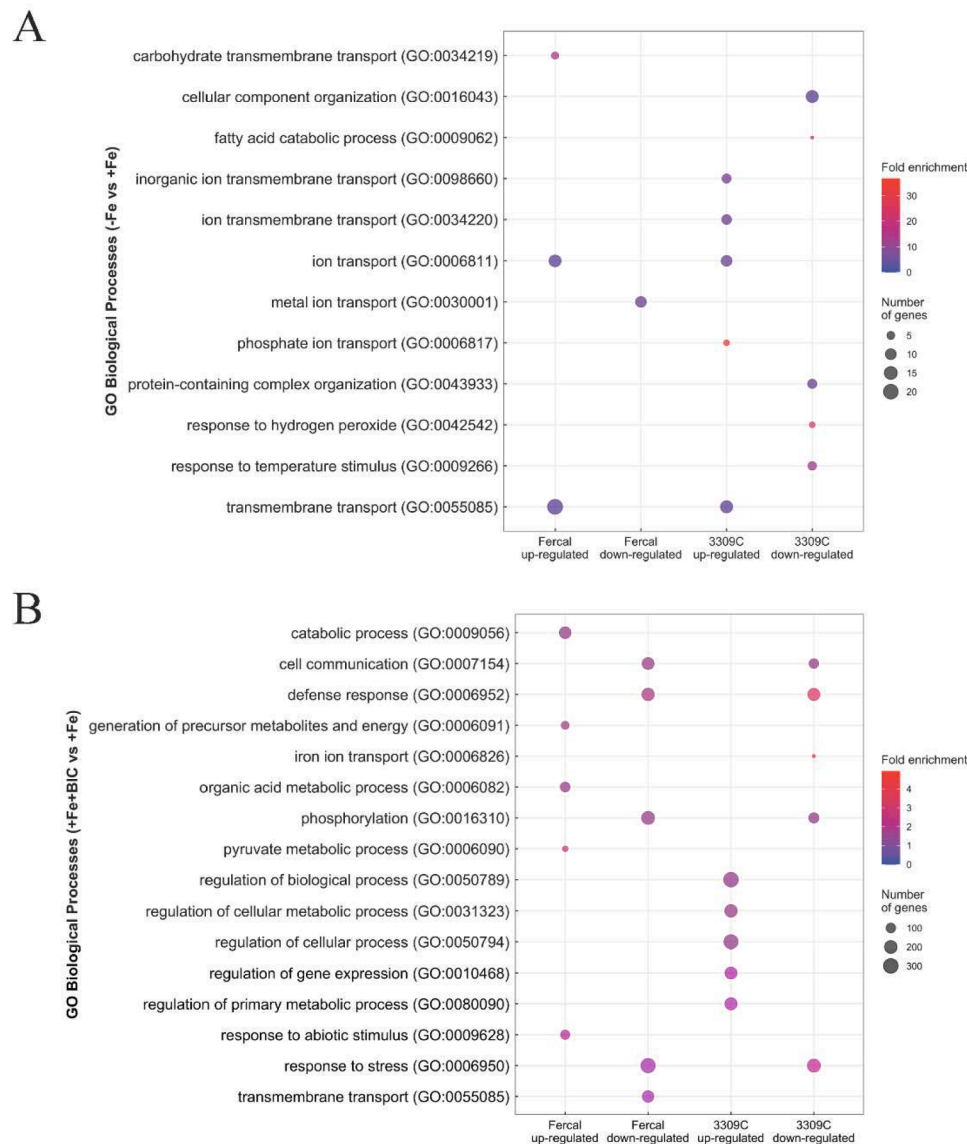 A
GO Biological Processes (-Fe vs +Fe)
carbohydrate transmembrane transport (GO:0034219)
cellular component organization (GO:0016043)
fatty acid catabolic process (GO:0009062)
inorganic ion transmembrane transport (GO:0098660)
ion transmembrane transport (GO:0034220)
ion transport (GO:0006811)
metal ion transport (GO:0030001)
phosphate ion transport (GO:0006817)
protein-containing complex organization (GO:0043933)
response to hydrogen peroxide (GO:0042542)
response to temperature stimulus (GO:0009266)
transmembrane transport (GO:0055085)
Fercal
up-regulated
Fercal
down-regulated
3309C
up-regulated
3309C
down-regulated
Fold enrichment
30
20
10
0
Number
of genes
5
10
15
20
B
GO Biological Processes (+Fe+BIC vs +Fe)
catabolic process (GO:0009056)
cell communication (GO:0007154)
defense response (GO:0006952)
generation of precursor metabolites and energy (GO:0006091)
iron ion transport (GO:0006826)
organic acid metabolic process (GO:0006082)
phosphorylation (GO:0016310)
pyruvate metabolic process (GO:0006090)
regulation of biological process (GO:0050789)
regulation of cellular metabolic process (GO:0031323)
regulation of cellular process (GO:0050794)
regulation of gene expression (GO:0010468)
regulation of primary metabolic process (GO:0080090)
response to abiotic stimulus (GO:0009628)
response to stress (GO:0006950)
transmembrane transport (GO:0055085)
Fercal
up-regulated
Fercal
down-regulated
3309C
up-regulated
3309C
down-regulated
Fold enrichment
4
3
2
1
0
Number
of genes
100
200
300